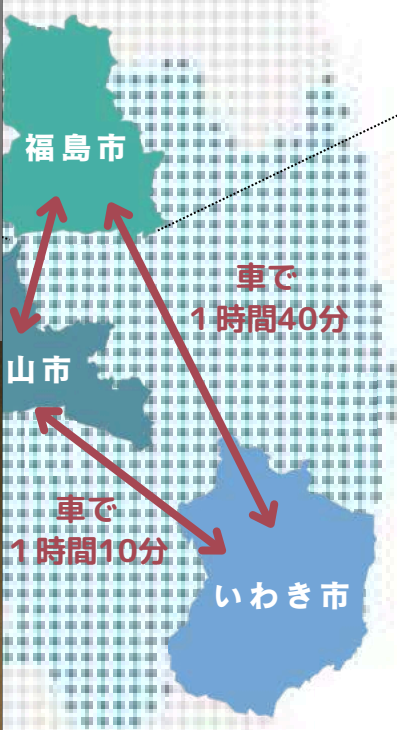 福島市
車で
１時間40分
山市
車で
１時間10分
いわき市